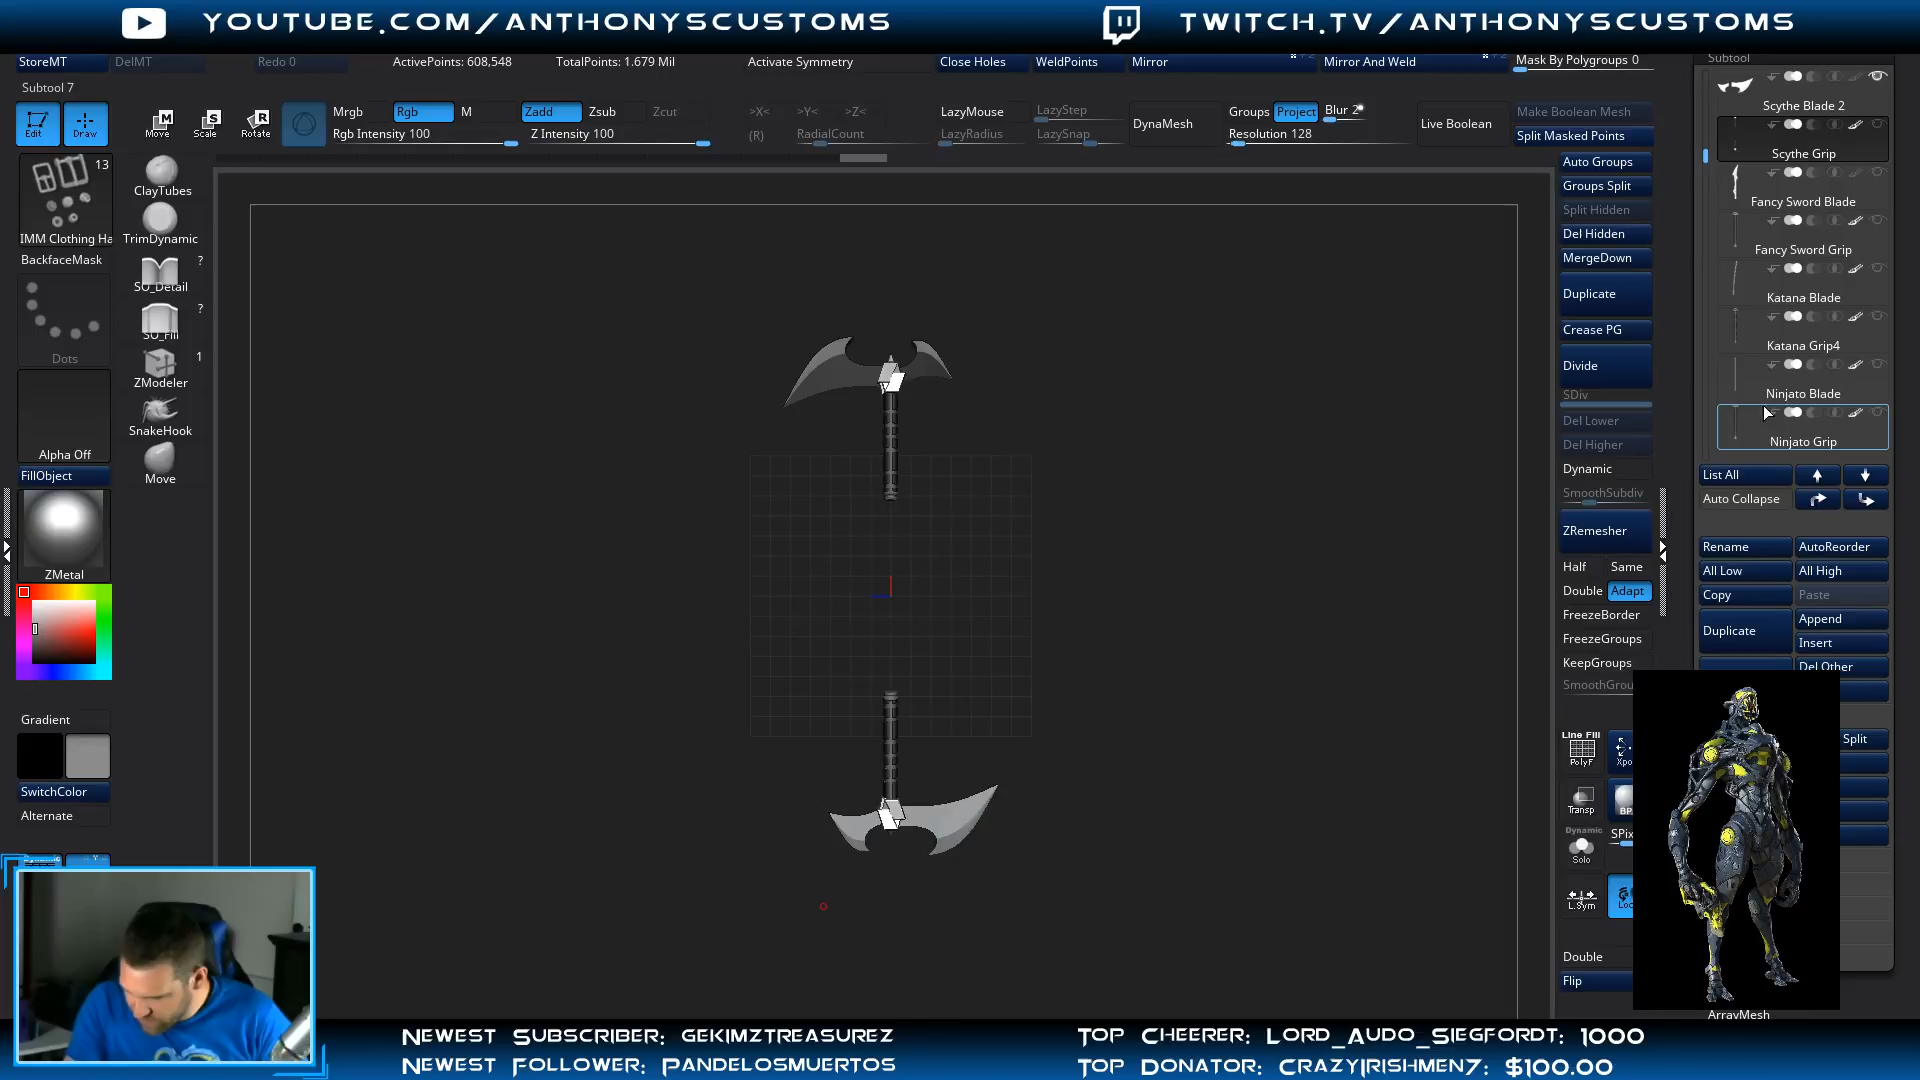 YouTube.com/AnthonysCustoms
Twitch.tv/AnthonysCustoms
StoreMT
DelMT
Redo 0
ActivePoints: 608,548
TotalPoints: 1.679 Mil
Activate Symmetry
Close Holes
WeldPoints
Mirror
Mirror And Weld
Mask By Polygroups 0
Subtool
Subtool 7
Edit
Draw
Move
Scale
Rotate
Mrgb
Rgb
M
Zadd
Zsub
Zcut
Rgb Intensity 100
Z Intensity 100
>X<
>Y<
>Z<
(R)
RadialCount
LazyMouse
LazyStep
LazyRadius
LazySnap
DynaMesh
Groups
Project
Blur 2
Resolution 128
Live Boolean
Make Boolean Mesh
Split Masked Points
13
IMM Clothing Ha
BackfaceMask
Dots
Alpha Off
FillObject
ZMetal
Gradient
SwitchColor
Alternate
ClayTubes
TrimDynamic
?
SO_Detail
?
SO_Fill
1
ZModeler
SnakeHook
Move
Auto Groups
Groups Split
Split Hidden
Del Hidden
MergeDown
Duplicate
Crease PG
Divide
SDiv
Del Lower
Del Higher
Dynamic
SmoothSubdiv
ZRemesher
Half
Same
Double
Adapt
FreezeBorder
FreezeGroups
KeepGroups
SmoothGrou
Line Fill
PolyF
Xpo
Transp
BP
Dynamic
Solo
SPix
L.Sym
Loc
Double
Flip
Scythe Blade 2
Scythe Grip
Fancy Sword Blade
Fancy Sword Grip
Katana Blade
Katana Grip4
Ninjato Blade
Ninjato Grip
List All
Auto Collapse
Rename
AutoReorder
All Low
All High
Copy
Paste
Duplicate
Append
Insert
Del Other
Split
ArrayMesh
Newest Subscriber: gekimztreasurez
Newest Follower: Pandelosmuertos
Top Cheerer: Lord_Audo_Siegfordt: 1000
Top Donator: CrazyIrishmen7: $100.00